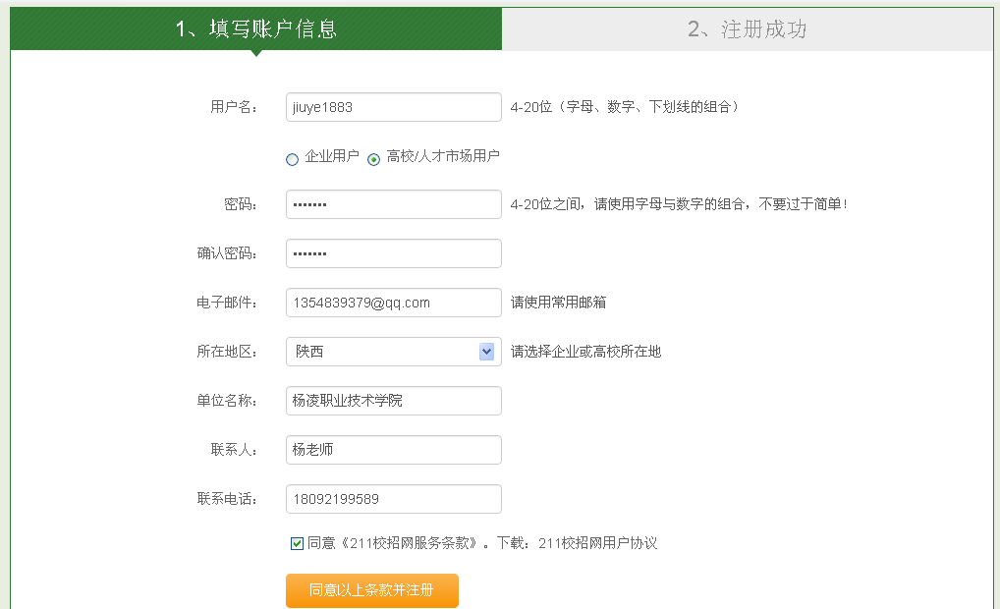 1、填写账户信息 2、注册成功
用户名： jiuye1883 4-20位（字母、数字、下划线的组合）
企业用户 高校/人才市场用户
密码： ••••••• 4-20位之间，请使用字母与数字的组合，不要过于简单！
确认密码： •••••••
电子邮件： 1354839379@qq.com 请使用常用邮箱
所在地区： 陕西 请选择企业或高校所在地
单位名称： 杨凌职业技术学院
联系人： 杨老师
联系电话： 18092199589
同意《211校招网服务条款》。下载：211校招网用户协议
同意以上条款并注册